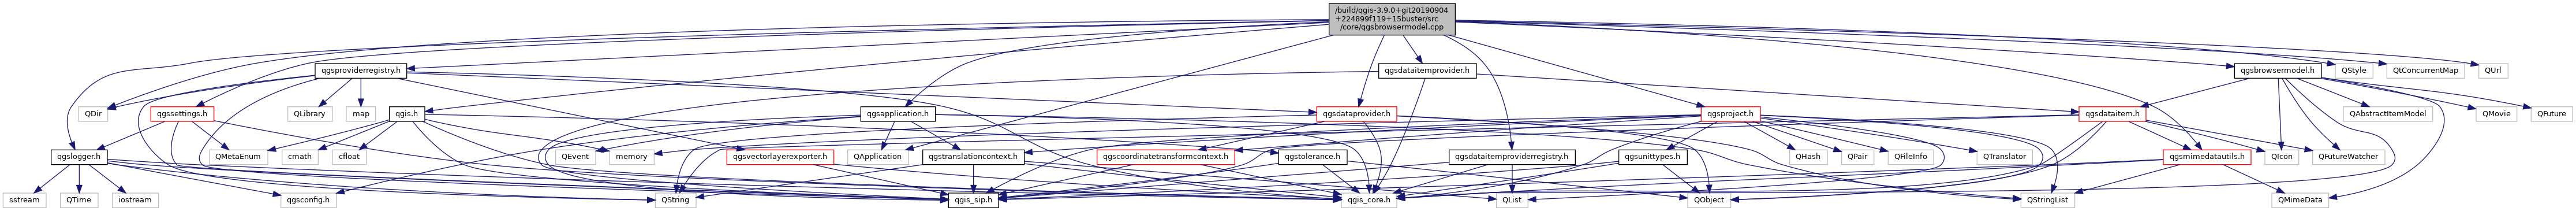 /build/qgis-3.9.0+git20190904
+224899f119+15buster/src
/core/qgsbrowsermodel.cpp
qgsproviderregistry.h
qgsdataitemprovider.h
qgsbrowsermodel.h
QStyle
QtConcurrentMap
QUrl
QDir
qgssettings.h
QLibrary
map
qgis.h
qgsapplication.h
qgsdataprovider.h
qgsproject.h
qgsdataitem.h
QAbstractItemModel
QMovie
QFuture
qgslogger.h
QMetaEnum
cmath
cfloat
QEvent
memory
qgsvectorlayerexporter.h
QApplication
qgstranslationcontext.h
qgscoordinatetransformcontext.h
qgstolerance.h
qgsdataitemproviderregistry.h
qgsunittypes.h
QHash
QPair
QFileInfo
QTranslator
qgsmimedatautils.h
QIcon
QFutureWatcher
sstream
QTime
iostream
qgsconfig.h
QString
qgis_sip.h
qgis_core.h
QList
QObject
QStringList
QMimeData